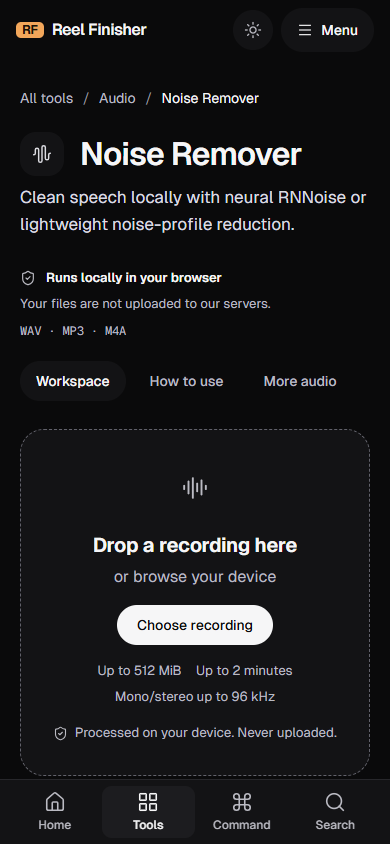 RF Reel Finisher
Menu
All tools / Audio / Noise Remover
Noise Remover
Clean speech locally with neural RNNoise or
lightweight noise-profile reduction.
Runs locally in your browser
Your files are not uploaded to our servers.
WAV · MP3 · M4A
Workspace How to use More audio
Drop a recording here
or browse your device
Choose recording
Up to 512 MiB Up to 2 minutes
Mono/stereo up to 96 kHz
Processed on your device. Never uploaded.
Home Tools Command Search